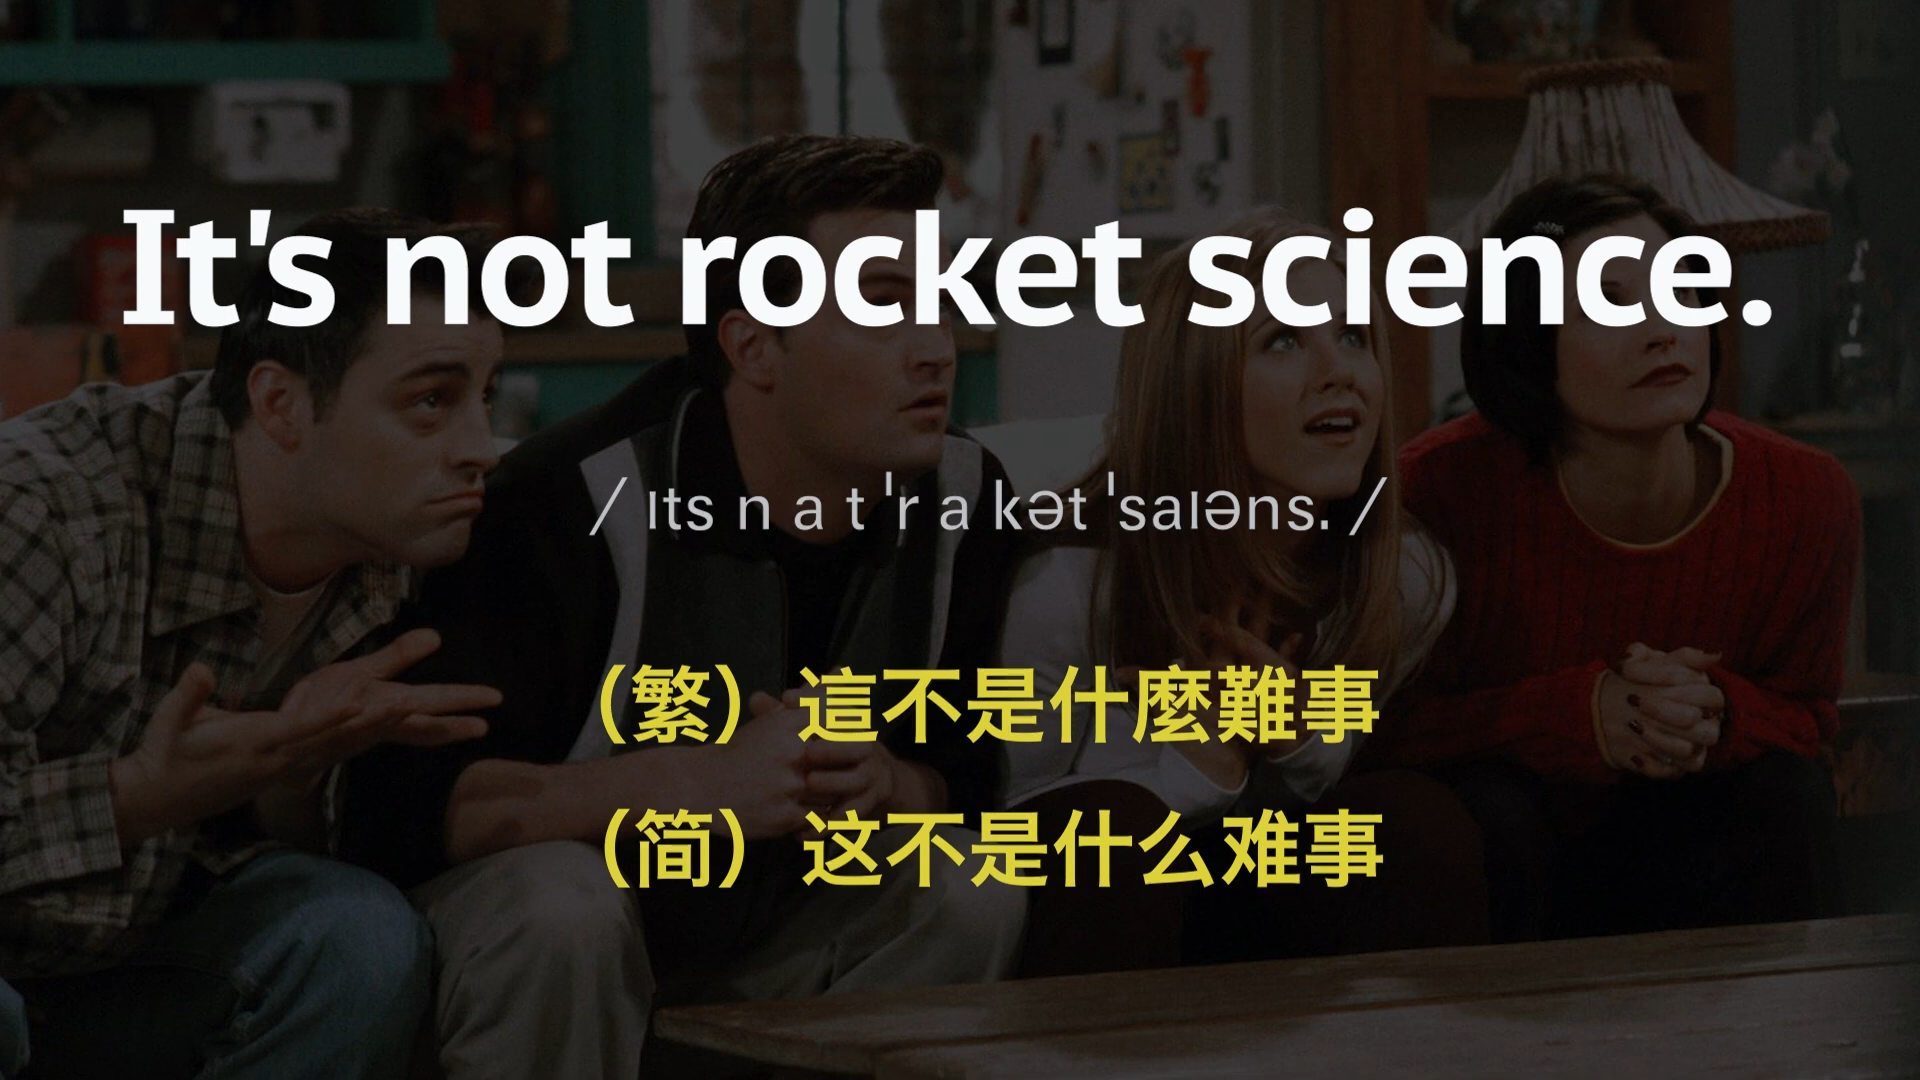 It's not rocket science.
/ ɪts n a t ˈr a kət ˈsaɪəns. /
（繁）這不是什麼難事
（简）这不是什么难事